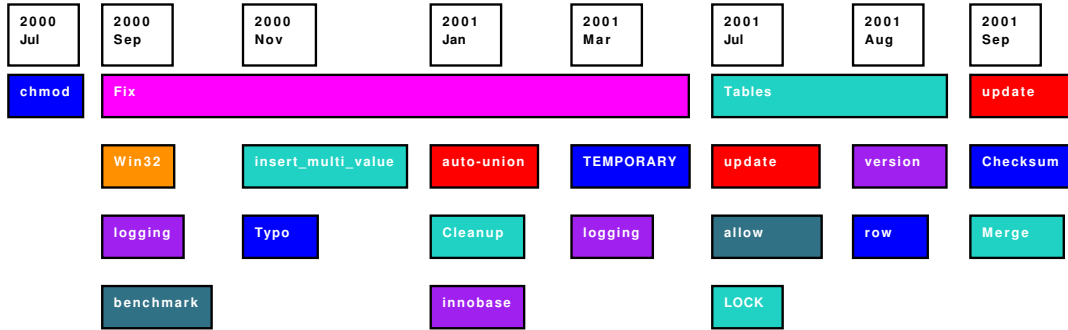 2000 Jul
2000 Sep
2000 Nov
2001 Jan
2001 Mar
2001 Jul
2001 Aug
2001 Sep
chmod
Fix
Tables
update
Win32
insert_multi_value
auto-union
TEMPORARY
update
version
Checksum
logging
Typo
Cleanup
logging
allow
row
Merge
benchmark
innobase
LOCK